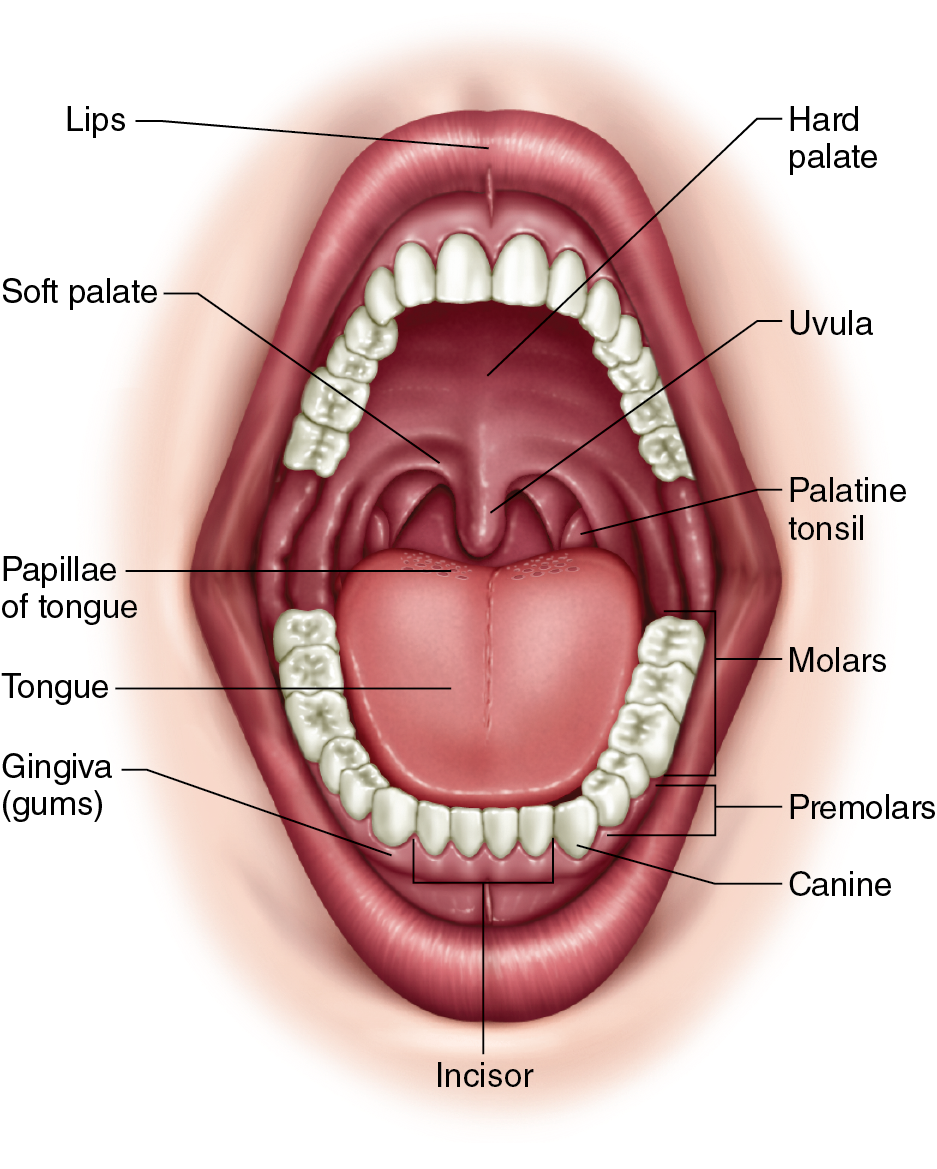 Lips
Hard
palate
Soft palate
Uvula
Palatine
tonsil
Papillae
of tongue
Molars
Tongue
Gingiva
(gums)
Premolars
Canine
Incisor